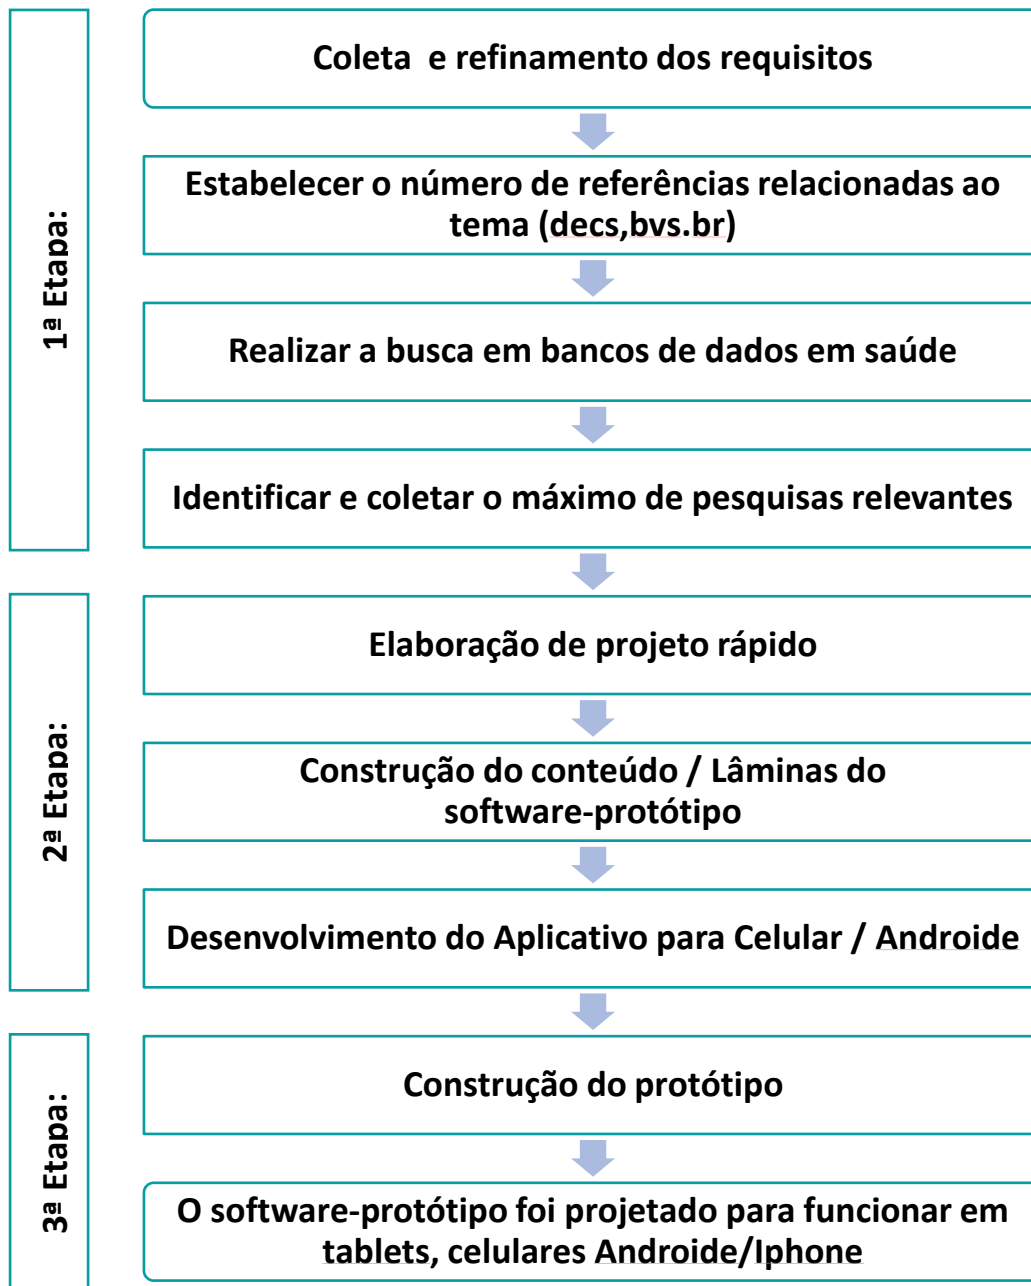 1ª Etapa:
Coleta  e refinamento dos requisitos
Estabelecer o número de referências relacionadas ao
tema (decs,bvs.br)
Realizar a busca em bancos de dados em saúde
Identificar e coletar o máximo de pesquisas relevantes
2ª Etapa:
Elaboração de projeto rápido
Construção do conteúdo / Lâminas do
software-protótipo
Desenvolvimento do Aplicativo para Celular / Androide
3ª Etapa:
Construção do protótipo
O software-protótipo foi projetado para funcionar em
tablets, celulares Androide/Iphone